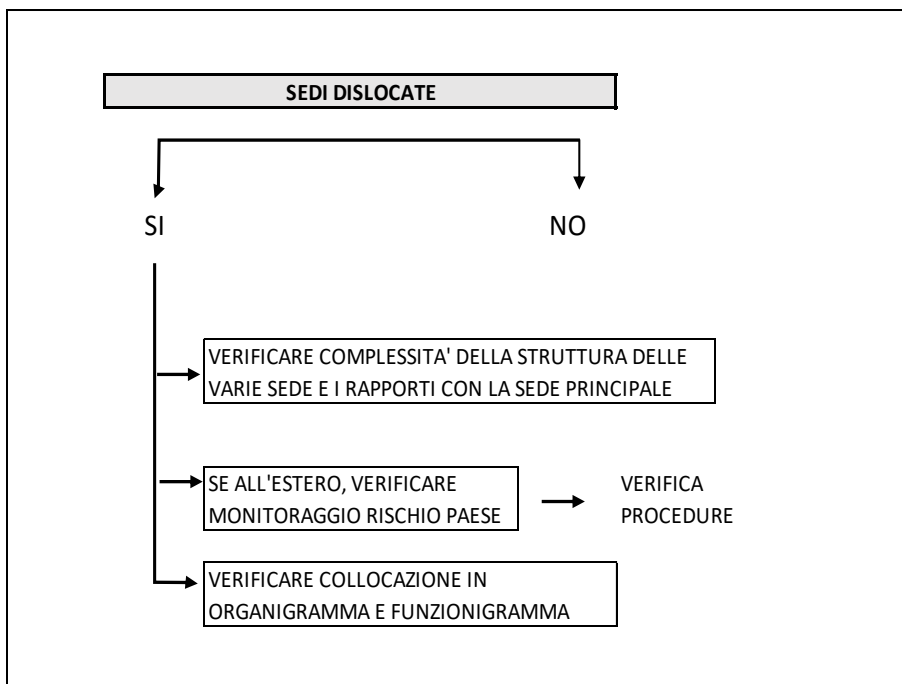 SEDI DISLOCATE
SI
NO
VERIFICARE COMPLESSITA' DELLA STRUTTURA DELLE
VARIE SEDE E I RAPPORTI CON LA SEDE PRINCIPALE
SE ALL'ESTERO, VERIFICARE
MONITORAGGIO RISCHIO PAESE
VERIFICA
PROCEDURE
VERIFICARE COLLOCAZIONE IN
ORGANIGRAMMA E FUNZIONIGRAMMA